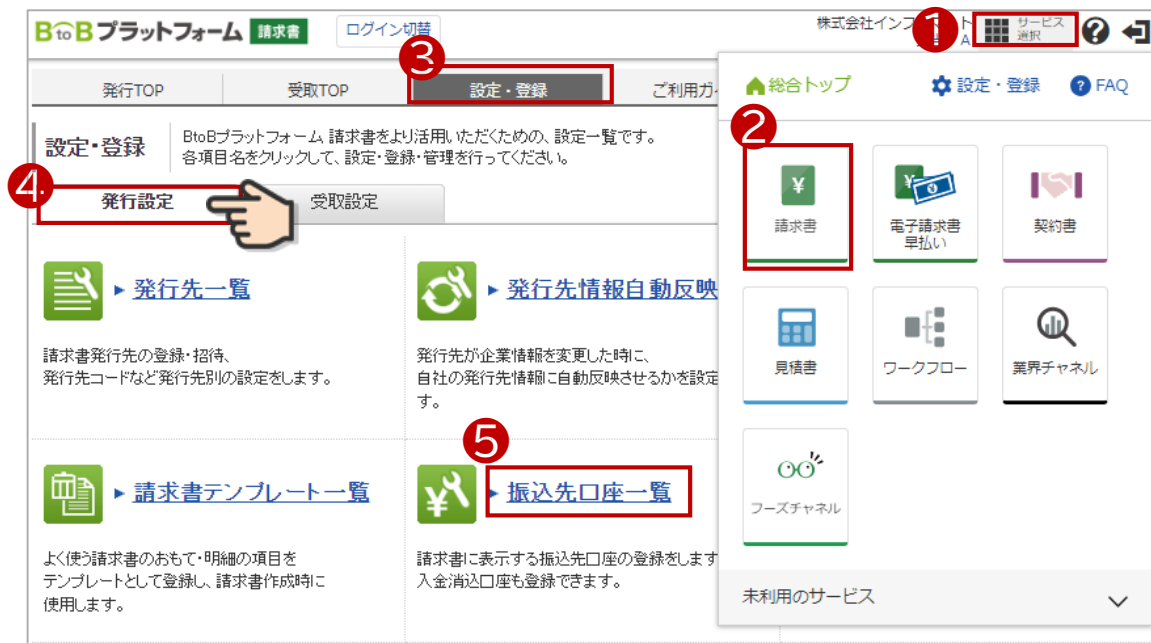 BtoBプラットフォーム 請求書
ログイン切替
株式会社インフ
ト
A
1
サービス
選択
3
発行TOP
受取TOP
設定・登録
ご利用ガ
総合トップ
設定・登録
FAQ
設定・登録
BtoBプラットフォーム 請求書をより活用いただくための、設定一覧です。
各項目名をクリックして、設定・登録・管理を行ってください。
2
4.
発行設定
受取設定
¥
請求書
¥
電子請求書
早払い
契約書
発行先一覧
請求書発行先の登録・招待、
発行先コードなど発行先別の設定をします。
発行先情報自動反映
発行先が企業情報を変更した時に、
自社の発行先情報に自動反映させるかを設定
す。
見積書
ワークフロー
業界チャネル
5
請求書テンプレート一覧
よく使う請求書のおもて・明細の項目を
テンプレートとして登録し、請求書作成時に
使用します。
¥
振込先口座一覧
請求書に表示する振込先口座の登録をします
入金消込口座も登録できます。
フーズチャネル
未利用のサービス